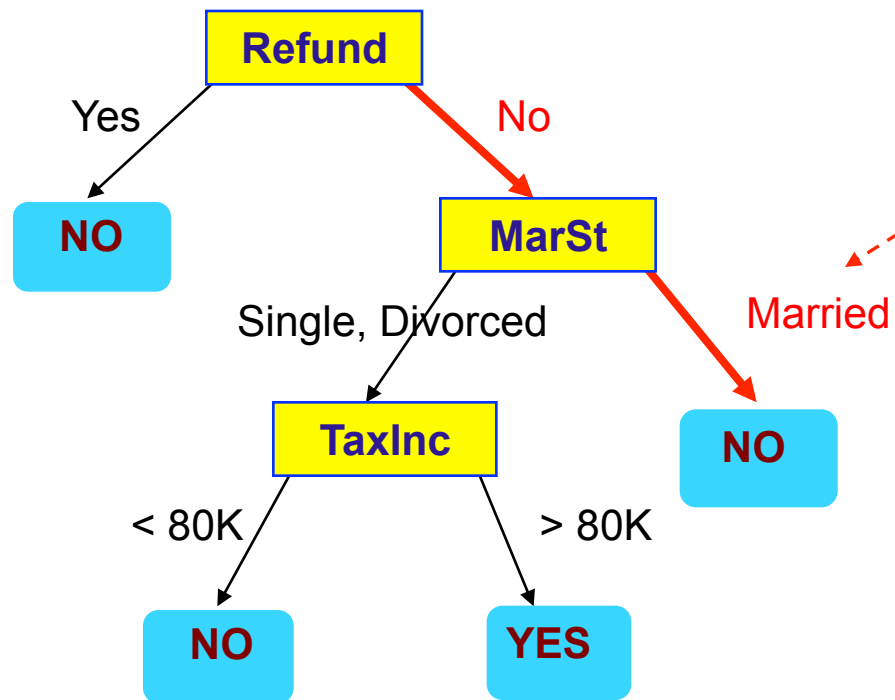 Refund
Yes
No
NO
MarSt
Single, Divorced
Married
TaxInc
NO
< 80K
> 80K
NO
YES